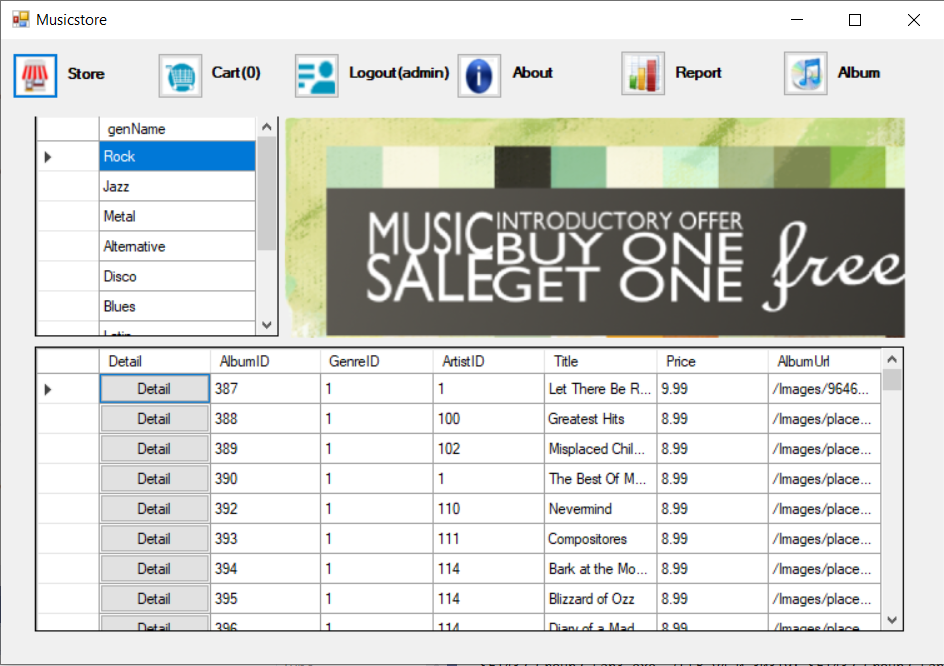 Musicstore
Store Cart(0) Logout(admin) About Report Album
genName
Rock
Jazz
Metal
Alternative
Disco
Blues
Latin
MUSIC SALE
INTRODUCTORY OFFER
BUY ONE
GET ONE
free
Detail AlbumID GenreID ArtistID Title Price AlbumUrl
Detail 387 1 1 Let There Be R... 9.99 /Images/9646...
Detail 388 1 100 Greatest Hits 8.99 /Images/place...
Detail 389 1 102 Misplaced Chil... 8.99 /Images/place...
Detail 390 1 1 The Best Of M... 8.99 /Images/place...
Detail 392 1 110 Nevermind 8.99 /Images/place...
Detail 393 1 111 Compositores 8.99 /Images/place...
Detail 394 1 114 Bark at the Mo... 8.99 /Images/place...
Detail 395 1 114 Blizzard of Ozz 8.99 /Images/place...
Detail 396 1 114 Diary of a Mad 8.99 /Images/place...